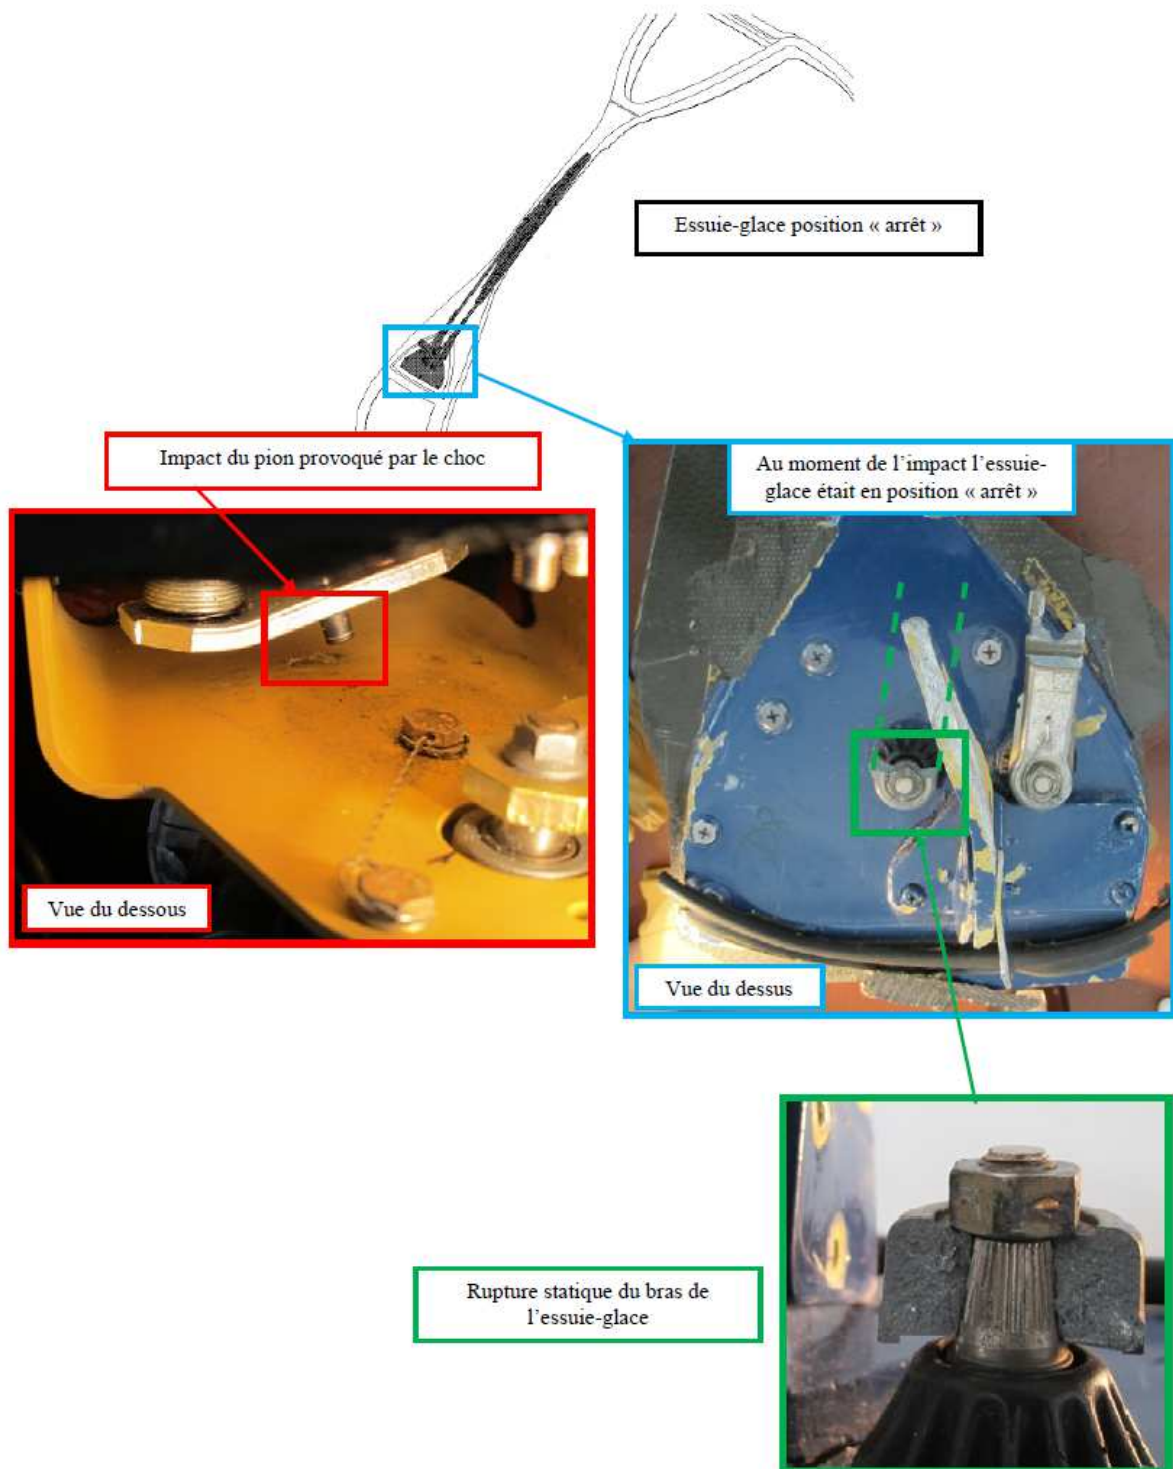 Essuie-glace position « arrêt »
Impact du pion provoqué par le choc
Au moment de l’impact l’essuie-
glace était en position « arrêt »
Vue du dessous
Vue du dessus
Rupture statique du bras de
l’essuie-glace